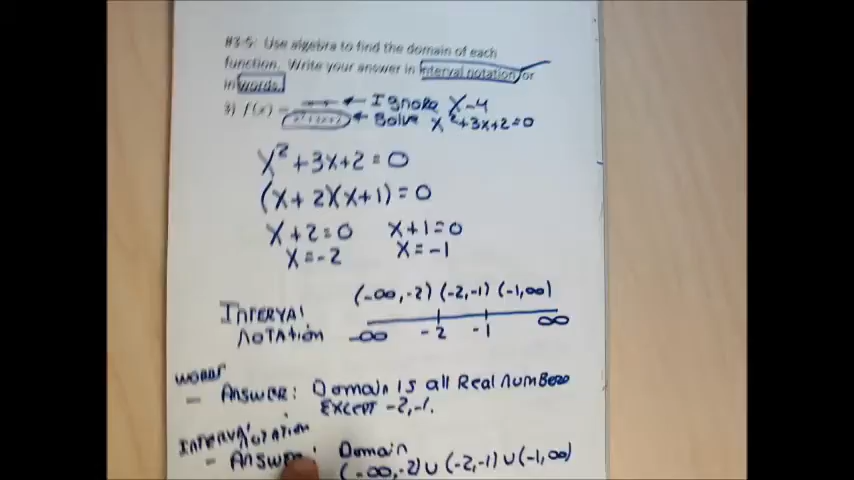 #3-5: Use algebra to find the domain of each
function. Write your answer in interval notation or
in words.
3) f(x) = ← Ignore x-4
← Solve x²+3x+2=0
x²+3x+2=0
(x+2)(x+1)=0
x+2=0 x+1=0
x=-2 x=-1
(-∞,-2) (-2,-1) (-1,∞)
INTERVAL
NOTATION
-∞ -2 -1 ∞
WORDS
- ANSWER: Domain is all Real numbers
EXCEPT -2,-1.
INTERVAL NOTATION
- ANSWER: Domain
(-∞,-2) ∪ (-2,-1) ∪ (-1,∞)